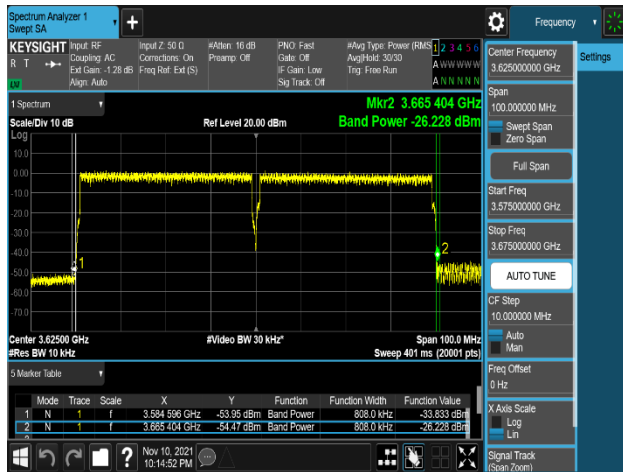 Spectrum Analyzer 1
Swept SA
+
Frequency
KEYSIGHT Input: RF Input Z: 50 Ω #Atten: 16 dB PNO: Fast #Avg Type: Power (RMS 1 2 3 4 5 6
R T Coupling: AC Corrections: On Preamp: Off Gate: Off Avg|Hold: 30/30 A W W W W W
Ext Gain: -1.28 dB Freq Ref: Ext (S) IF Gain: Low Trig: Free Run
LXI Align: Auto Sig Track: Off A N N N N N
Center Frequency
3.625000000 GHz
Settings
1 Spectrum
Mkr2 3.665 404 GHz
Scale/Div 10 dB Ref Level 20.00 dBm Band Power -26.228 dBm
Log
10.0
0.00
-10.0
-20.0
-30.0
-40.0
-50.0
-60.0
-70.0
1
2
Center 3.62500 GHz #Video BW 30 kHz* Span 100.0 MHz
#Res BW 10 kHz Sweep 401 ms (20001 pts)
Span
100.000000 MHz
Swept Span
Zero Span
Full Span
Start Freq
3.575000000 GHz
Stop Freq
3.675000000 GHz
AUTO TUNE
CF Step
10.000000 MHz
Auto
Man
Freq Offset
0 Hz
X Axis Scale
Log
Lin
Signal Track
(Span Zoom)
5 Marker Table
Mode Trace Scale X Y Function Function Width Function Value
1 N 1 f 3.584 596 GHz -53.95 dBm Band Power 808.0 kHz -33.833 dBm
2 N 1 f 3.665 404 GHz -54.47 dBm Band Power 808.0 kHz -26.228 dBm
?
Nov 10, 2021
10:14:52 PM